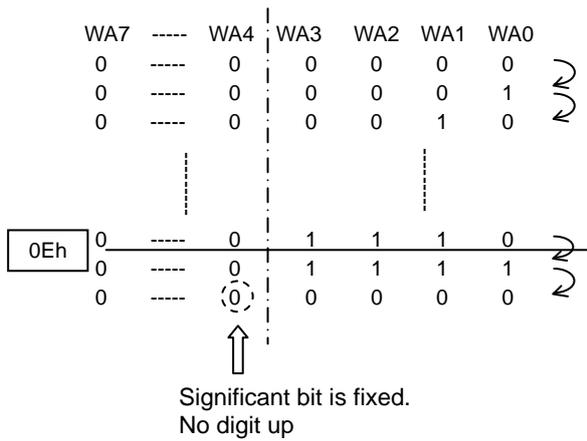 WA7 ----- WA4 WA3 WA2 WA1 WA0
0 ----- 0 0 0 0 0
0 ----- 0 0 0 0 1
0 ----- 0 0 0 1 0
0Eh 0 ----- 0 1 1 1 0
0 ----- 0 1 1 1 1
0 ----- 0 0 0 0 0
Significant bit is fixed.
No digit up